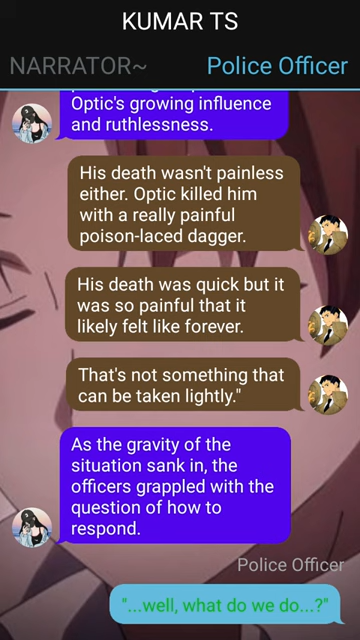 KUMAR TS
NARRATOR~ Police Officer
Optic's growing influence
and ruthlessness.
His death wasn't painless
either. Optic killed him
with a really painful
poison-laced dagger.
His death was quick but it
was so painful that it
likely felt like forever.
That's not something that
can be taken lightly."
As the gravity of the
situation sank in, the
officers grappled with the
question of how to
respond.
Police Officer
"...well, what do we do...?"